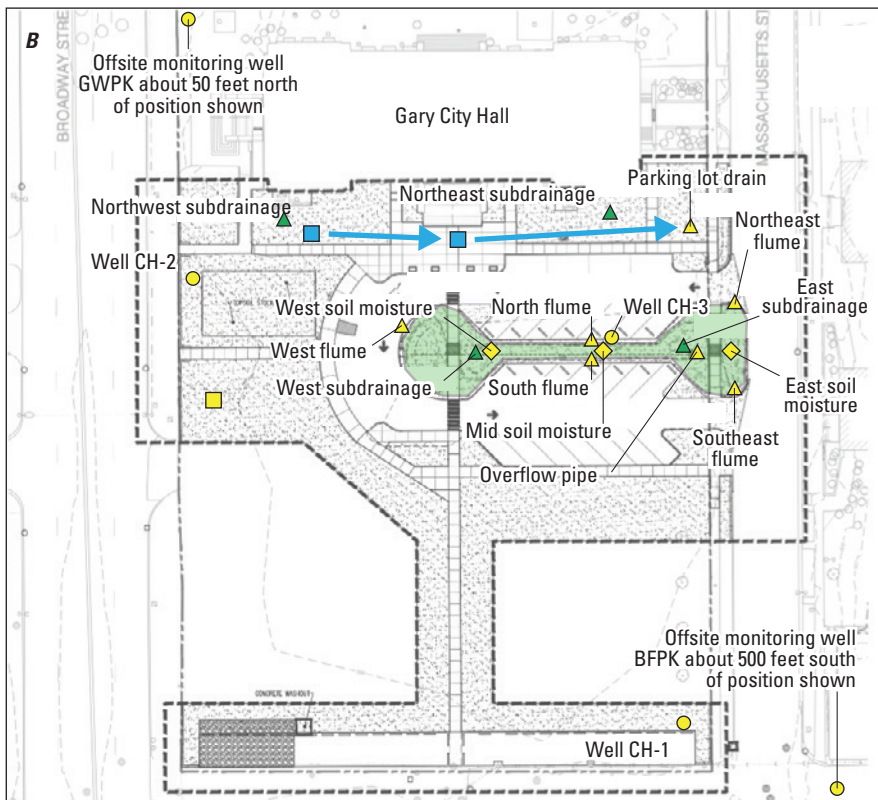 B
BROADWAY STRE
MASSACHUSETTS ST
Offsite monitoring well
GWPK about 50 feet north
of position shown
Gary City Hall
Northwest subdrainage
Northeast subdrainage
Parking lot drain
Northeast
flume
Well CH-2
West soil moisture
North flume
Well CH-3
East
subdrainage
West flume
West subdrainage
South flume
East soil
moisture
Mid soil moisture
Southeast
flume
Overflow pipe
Offsite monitoring well
BFPK about 500 feet south
of position shown
CONCRETE WASHOUT
Well CH-1